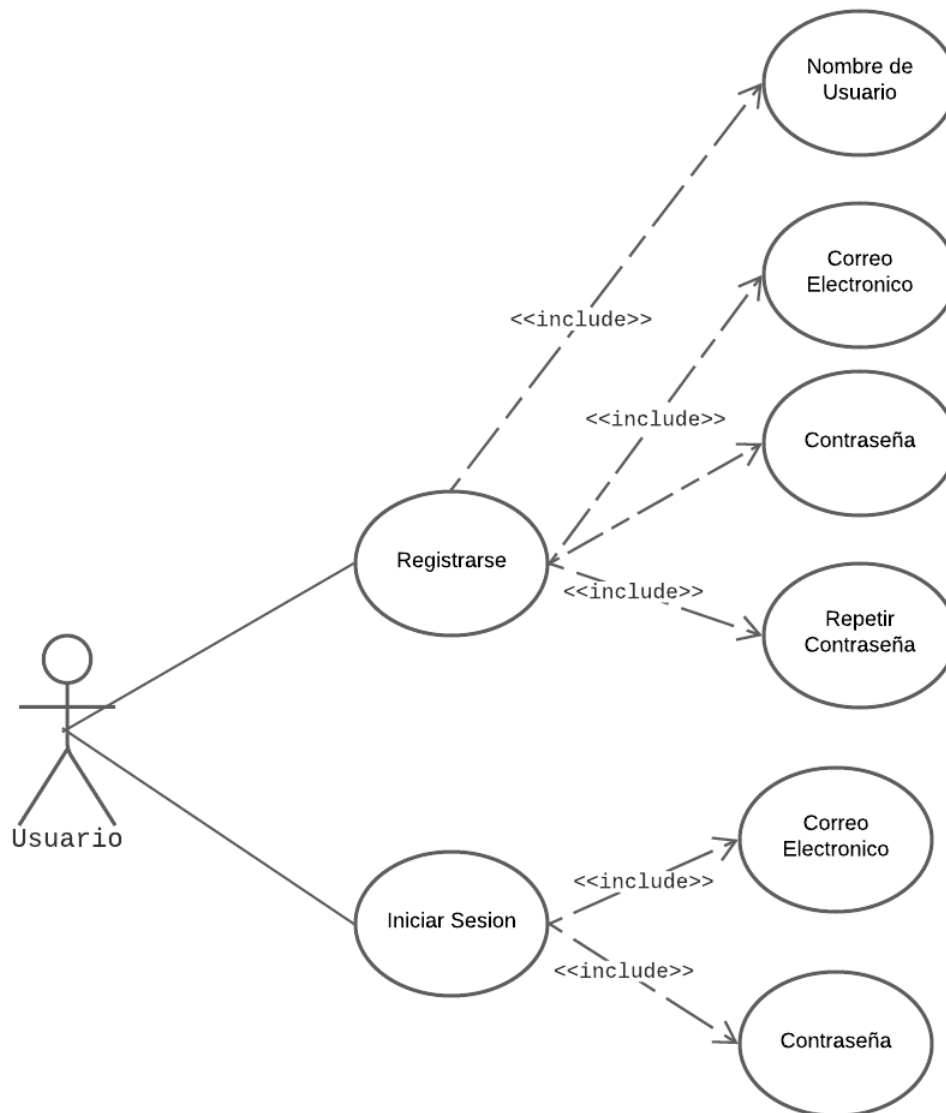 Nombre de
Usuario
Correo
Electronico
<<include>>
<<include>>
Contraseña
Registrarse
<<include>>
Repetir
Contraseña
Usuario
Correo
Electronico
<<include>>
Iniciar Sesion
<<include>>
Contraseña